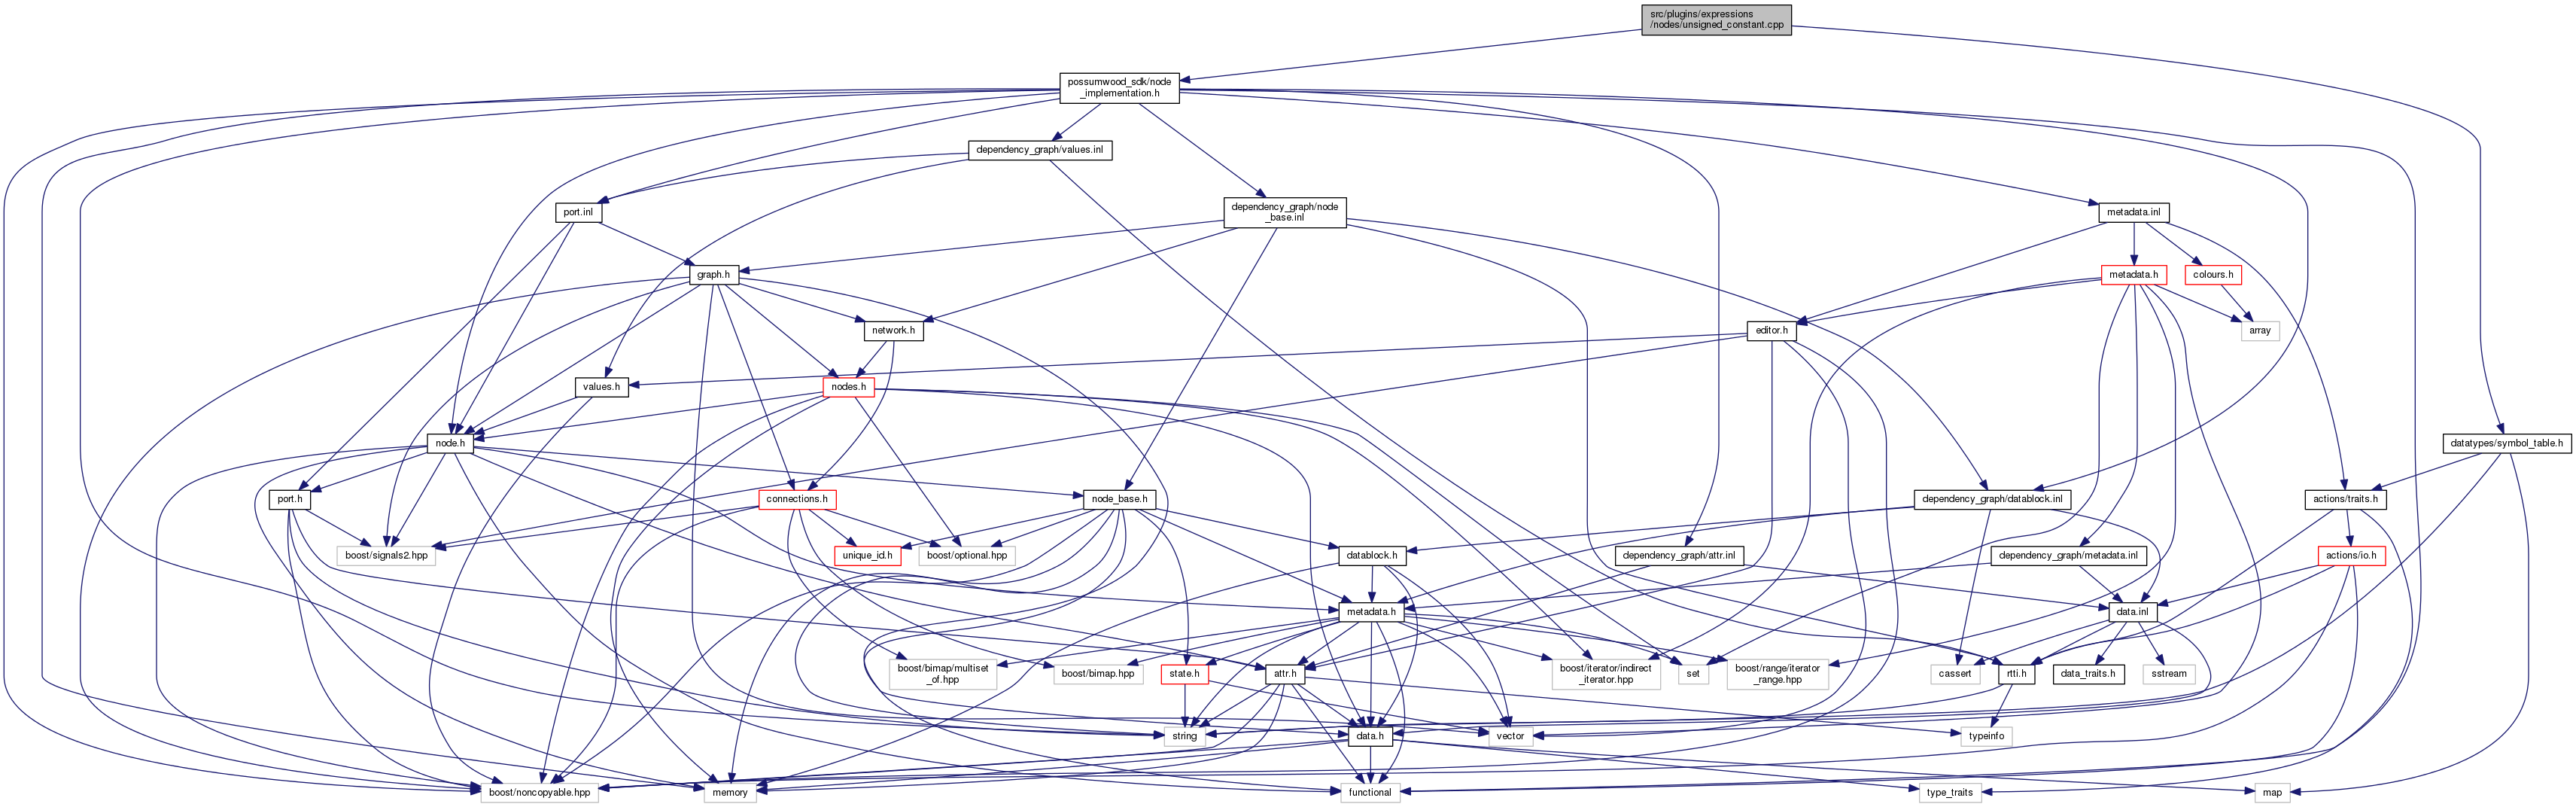 src/plugins/expressions
/nodes/unsigned_constant.cpp
possumwood_sdk/node
_implementation.h
dependency_graph/values.inl
port.inl
dependency_graph/node
_base.inl
metadata.inl
graph.h
metadata.h
colours.h
network.h
editor.h
array
values.h
nodes.h
node.h
datatypes/symbol_table.h
port.h
connections.h
node_base.h
dependency_graph/datablock.inl
actions/traits.h
boost/signals2.hpp
unique_id.h
boost/optional.hpp
datablock.h
dependency_graph/attr.inl
dependency_graph/metadata.inl
actions/io.h
metadata.h
data.inl
boost/bimap/multiset
_of.hpp
boost/bimap.hpp
state.h
attr.h
boost/iterator/indirect
_iterator.hpp
set
boost/range/iterator
_range.hpp
cassert
rtti.h
data_traits.h
sstream
string
data.h
vector
typeinfo
boost/noncopyable.hpp
memory
functional
type_traits
map